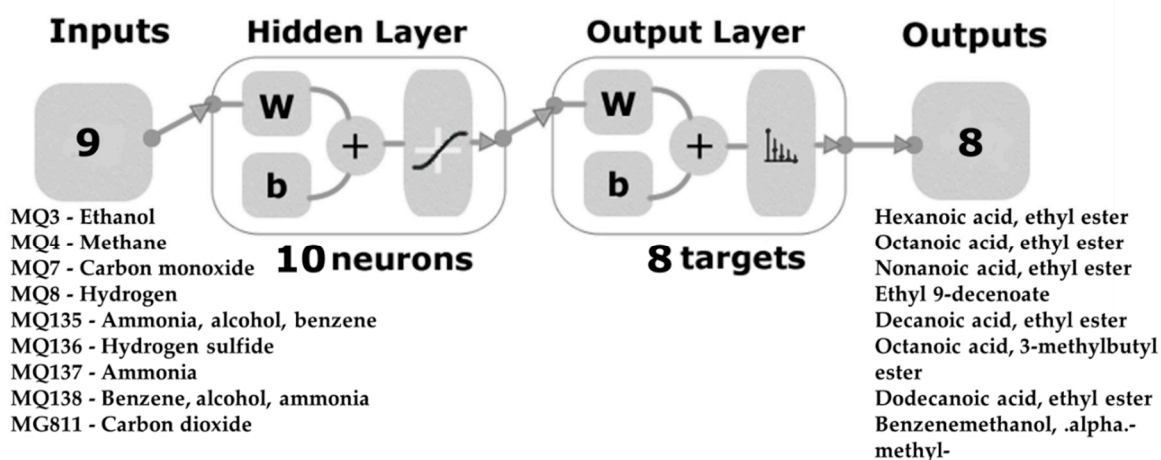 Inputs
Hidden Layer
Output Layer
Outputs
9
W
+
b
W
+
b
8
10 neurons
8 targets
MQ3 - Ethanol
MQ4 - Methane
MQ7 - Carbon monoxide
MQ8 - Hydrogen
MQ135 - Ammonia, alcohol, benzene
MQ136 - Hydrogen sulfide
MQ137 - Ammonia
MQ138 - Benzene, alcohol, ammonia
MG811 - Carbon dioxide
Hexanoic acid, ethyl ester
Octanoic acid, ethyl ester
Nonanoic acid, ethyl ester
Ethyl 9-decenoate
Decanoic acid, ethyl ester
Octanoic acid, 3-methylbutyl
ester
Dodecanoic acid, ethyl ester
Benzenemethanol, .alpha.-
methyl-